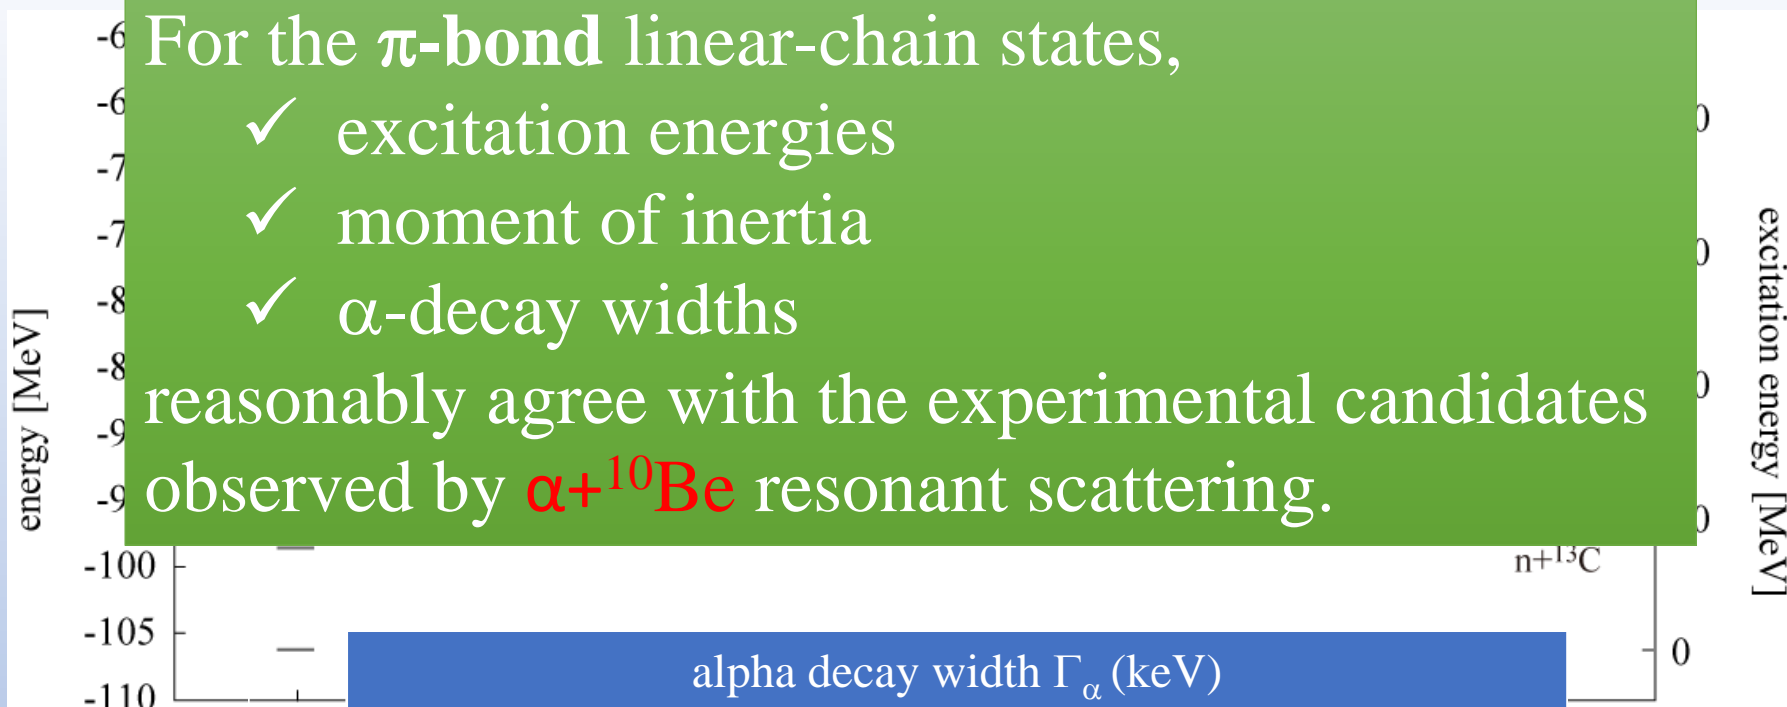 For the π-bond linear-chain states,
✓ excitation energies
✓ moment of inertia
✓ α-decay widths
reasonably agree with the experimental candidates
observed by α+¹⁰Be resonant scattering.
energy [MeV]
excitation energy [MeV]
-100
n+¹³C
-105
0
-110
alpha decay width Γα (keV)